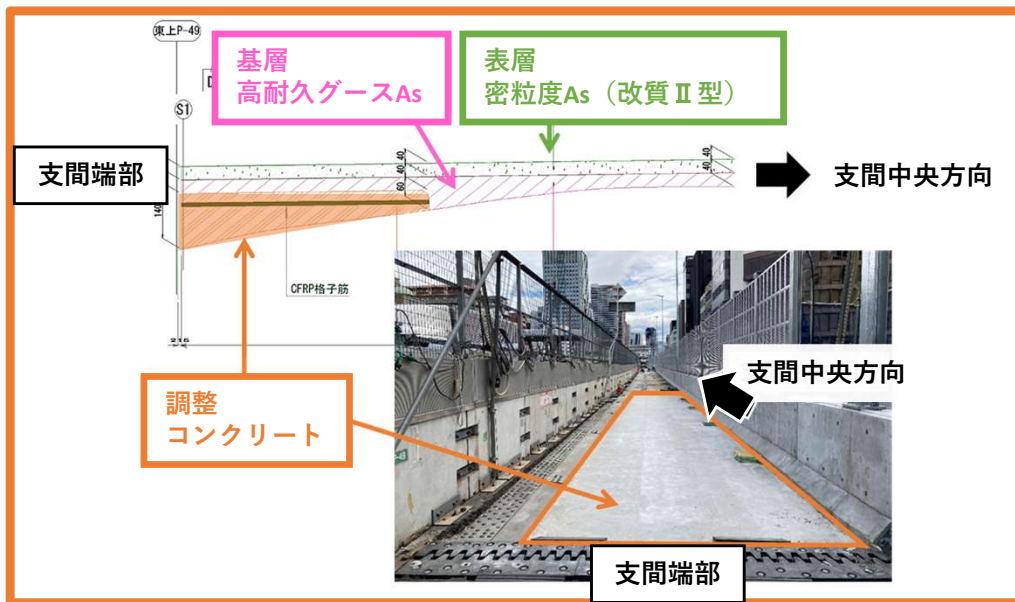 東上P-49
S1
基層
高耐久グースAs
表層
密粒度As（改質Ⅱ型）
支間端部
支間中央方向
40
40
60
40
40
140
CFRP格子筋
215
調整
コンクリート
支間中央方向
支間端部